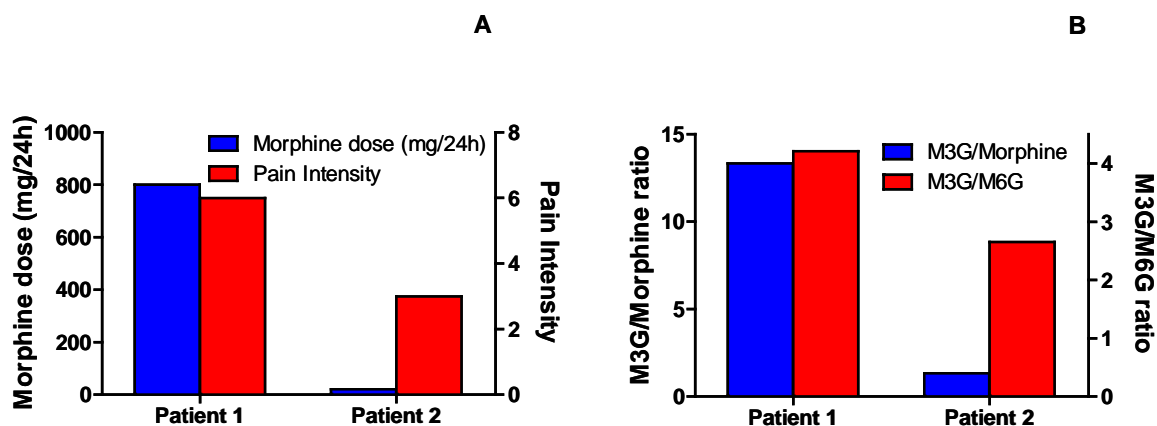 A
Morphine dose (mg/24h)
1000
800
600
400
200
0
Morphine dose (mg/24h)
Pain Intensity
8
6
4
2
0
Pain Intensity
Patient 1
Patient 2
B
M3G/Morphine ratio
15
10
5
0
M3G/Morphine
M3G/M6G
4
3
2
1
0
M3G/M6G ratio
Patient 1
Patient 2